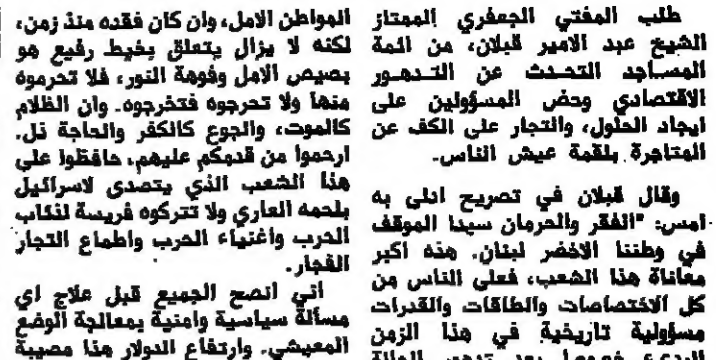 طلب المفتي الجعفري الممتاز
الشيخ عبد الامير قبلان، من ائمة
المساجد التحدث عن التدهور
الاقتصادي وحض المسؤولين على
ايجاد الحلول، والتجار على الكف عن
المتاجرة بلقمة عيش الناس.
وقال قبلان في تصريح ادلى به
امس: "الفقر والحرمان سيدا الموقف
في وطننا الاخضر لبنان. هذه اكبر
معاناة هذا الشعب، فعلى الناس من
كل الاختصاصات والطاقات والقدرات
مسؤولية تاريخية في هذا الزمن
المواطن الامل، وان كان فقده منذ زمن،
لكنه لا يزال يتعلق بخيط رفيع هو
بصيص الامل وفوهة النور، فلا تحرموه
منها ولا تحرجوه فتخرجوه. وان الظلام
كالموت، والجوع كالكفر والحاجة ذل.
ارحموا من قدمكم عليهم، حافظوا على
هذا الشعب الذي يتصدى لاسرائيل
بلحمه العاري ولا تتركوه فريسة لذئاب
الحرب واغنياء الحرب واطماع التجار
الفجار.
اني انصح الجميع قبل علاج اي
مسألة سياسية وامنية بمعالجة الوضع
المعيشي. وارتفاع الدولار هذا مصيبة